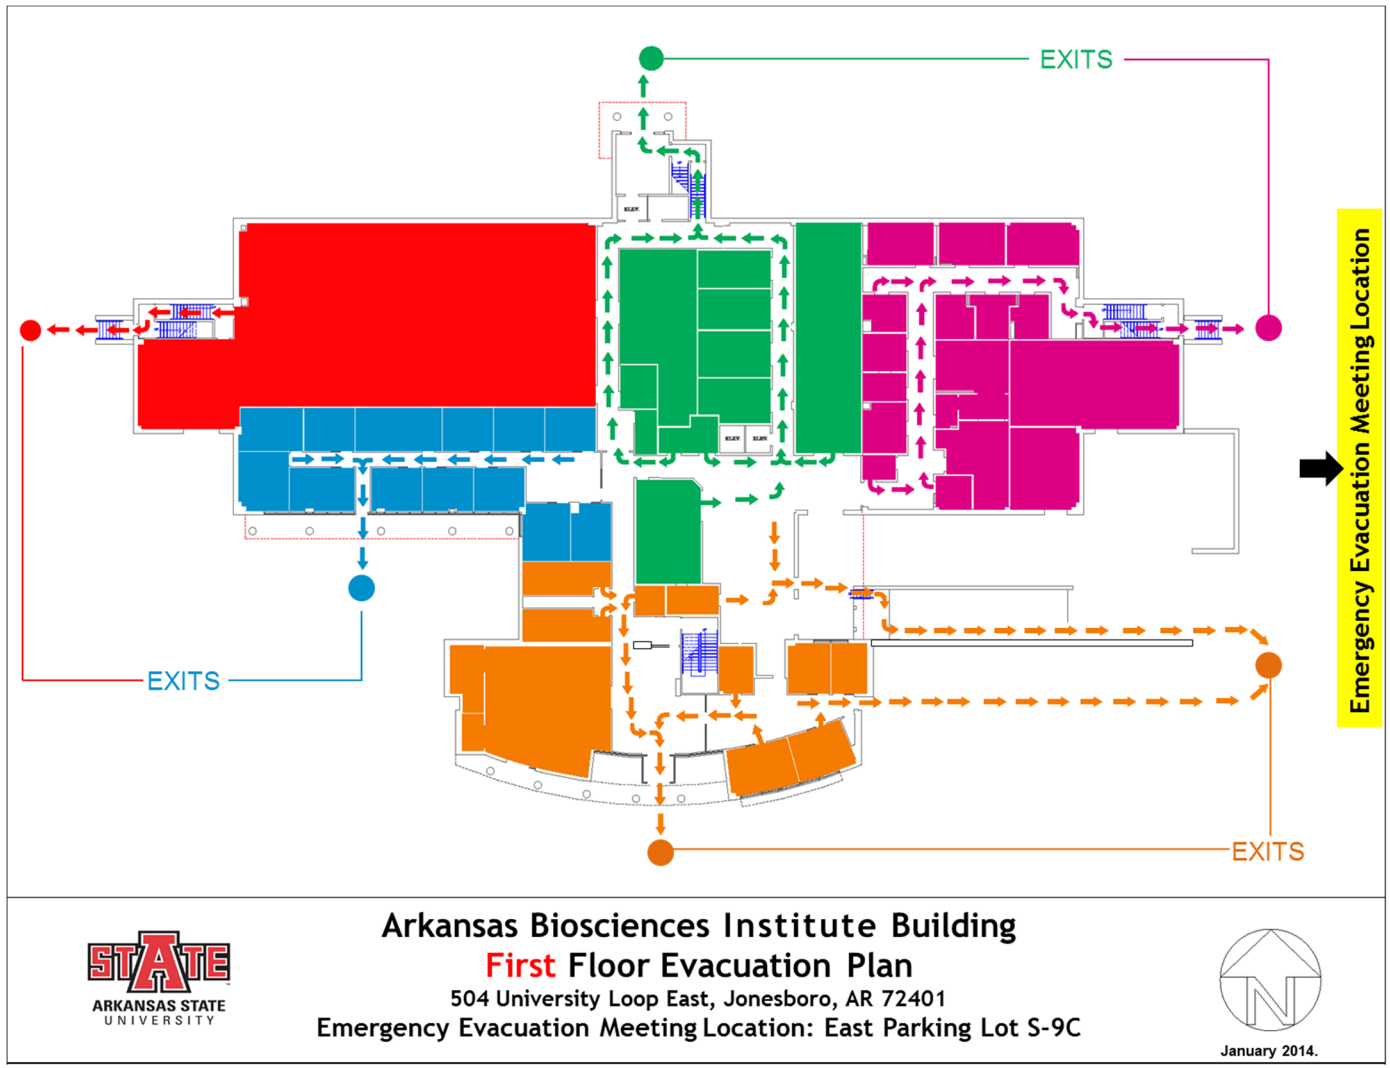 EXITS
ELEV.
ELEV.
ELEV.
Emergency Evacuation Meeting Location
EXITS
EXITS
STATE
ARKANSAS STATE
UNIVERSITY
Arkansas Biosciences Institute Building
First Floor Evacuation Plan
504 University Loop East, Jonesboro, AR 72401
Emergency Evacuation Meeting Location: East Parking Lot S-9C
N
January 2014.